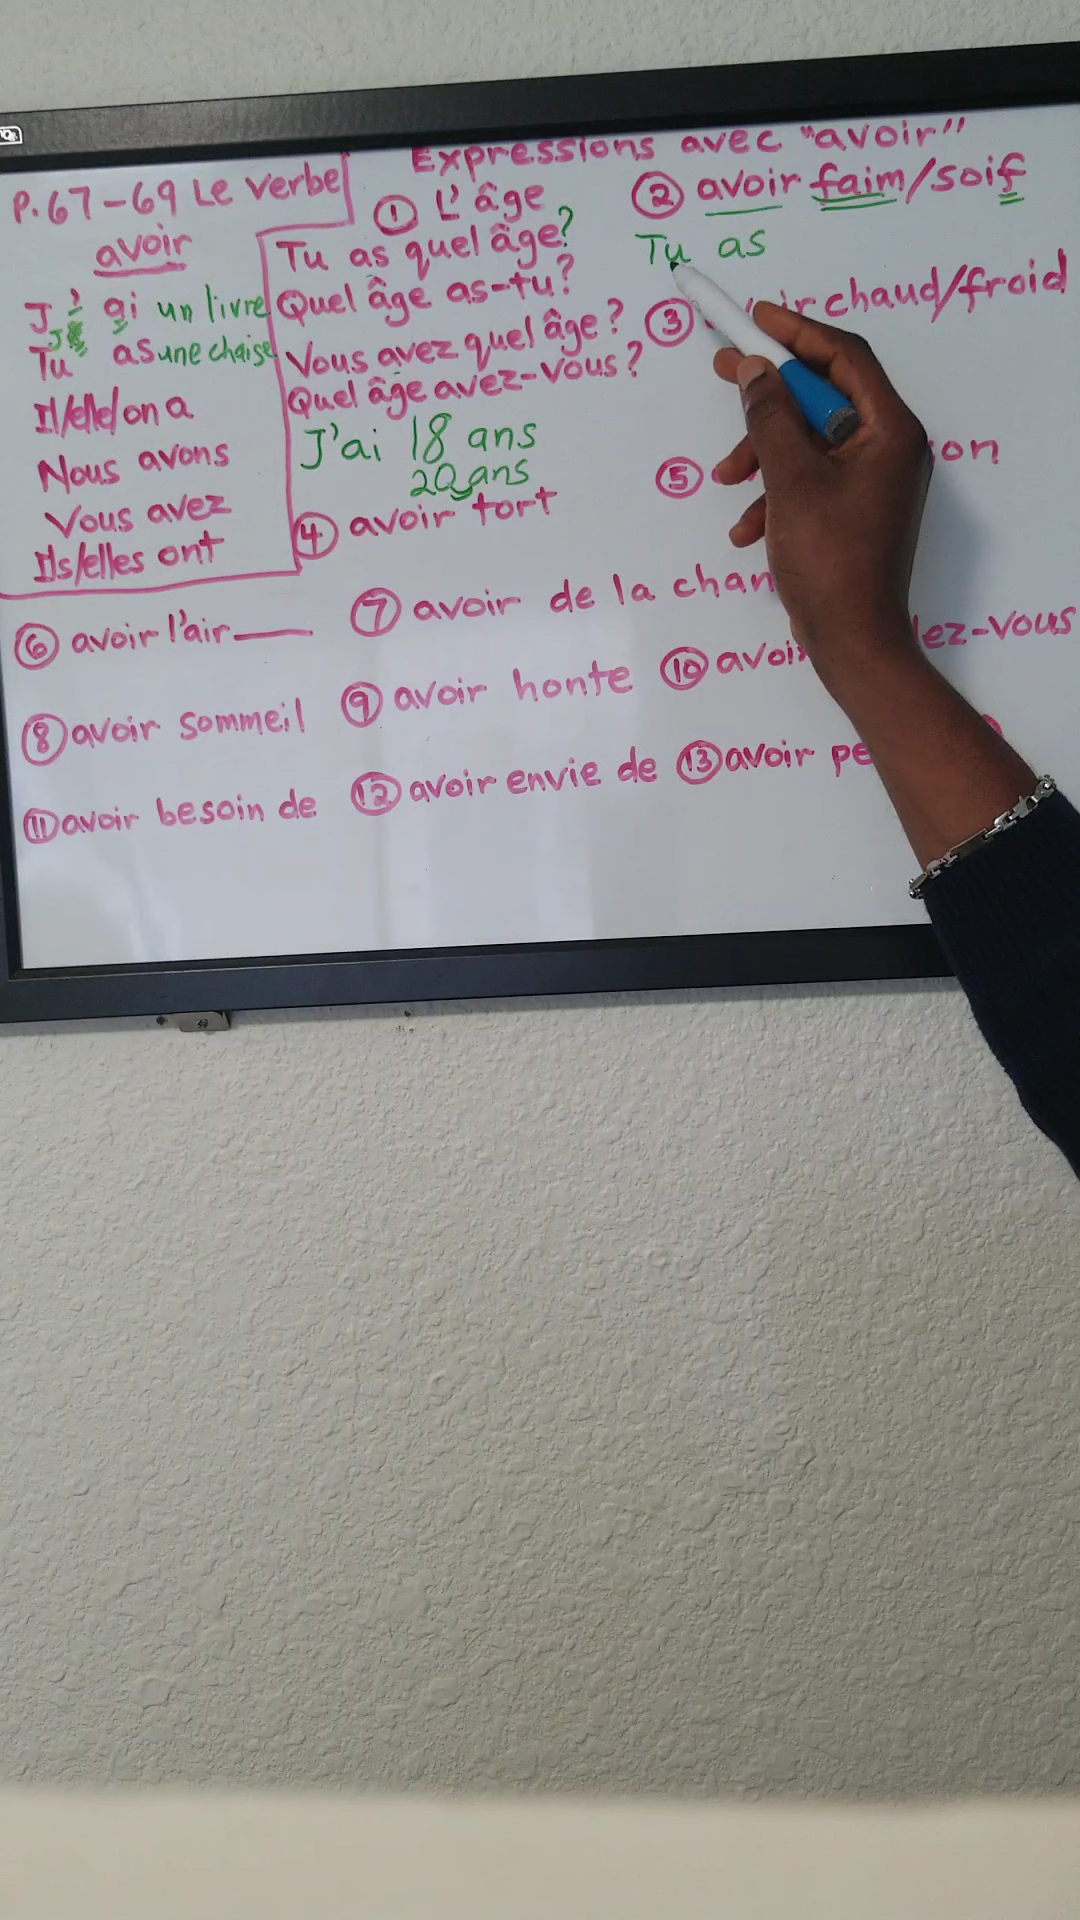 Expressions avec "avoir"
P.67-69 Le verbe
avoir
J' ai un livre
J'
Tu as une chaise
Il/elle/on a
Nous avons
Vous avez
Ils/elles ont
① L'âge
Tu as quel âge?
Quel âge as-tu?
Vous avez quel âge?
Quel âge avez-vous?
J'ai 18 ans
20 ans
② avoir faim/soif
Tu as
③ chaud/froid
④ avoir tort
⑤
⑥ avoir l'air ___
⑦ avoir de la chan
⑧ avoir sommeil
⑨ avoir honte
⑩ avoir ez-vous
⑪ avoir besoin de
⑫ avoir envie de
⑬ avoir pe